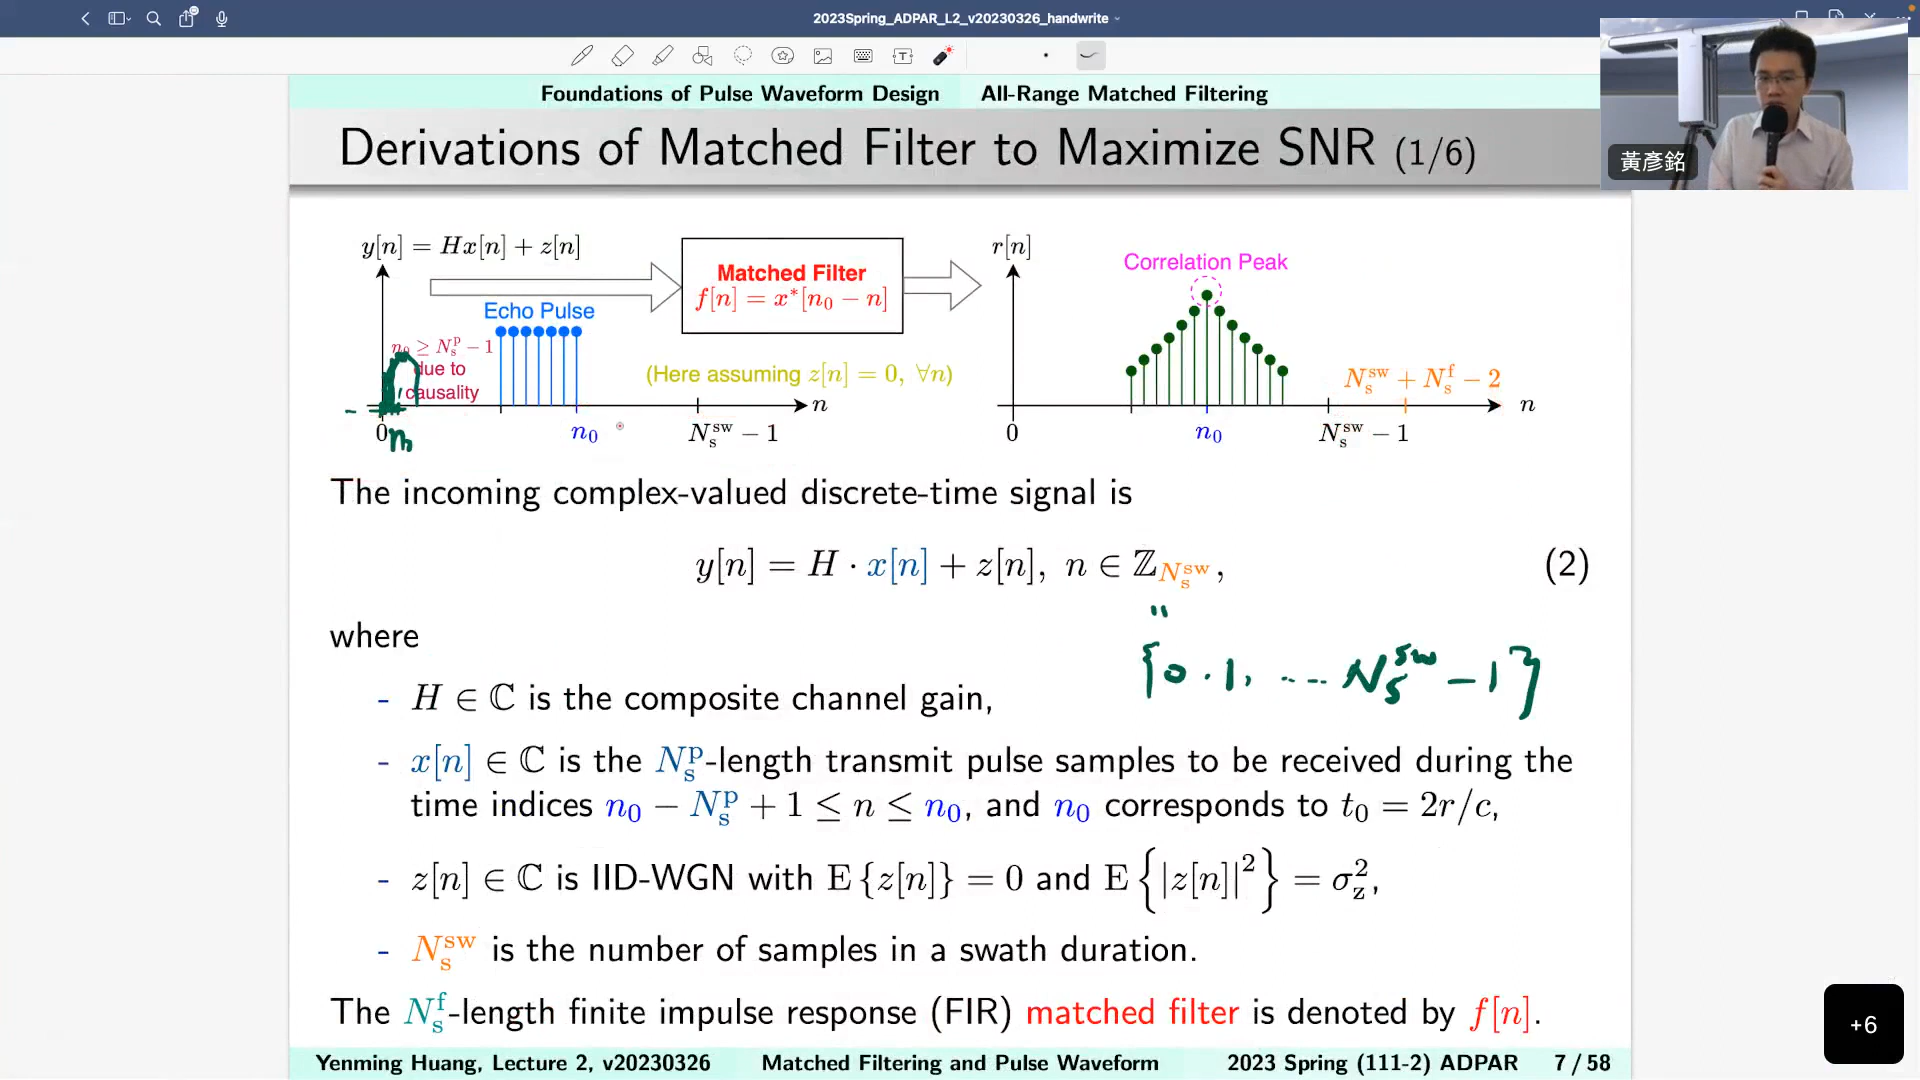 2023Spring_ADPAR_L2_v20230326_handwrite
Foundations of Pulse Waveform Design All-Range Matched Filtering
Derivations of Matched Filter to Maximize SNR (1/6)
黃彥銘
y[n] = Hx[n] + z[n]
Matched Filter
f[n] = x*[n₀ − n]
r[n]
Correlation Peak
Echo Pulse
n₀ ≥ Nₛᵖ − 1
due to
causality
(Here assuming z[n] = 0, ∀n)
Nₛˢʷ + Nₛᶠ − 2
n
n
0
n
n₀
Nₛˢʷ − 1
0
n₀
Nₛˢʷ − 1
The incoming complex-valued discrete-time signal is
y[n] = H · x[n] + z[n], n ∈ ℤ_{Nₛˢʷ}, (2)
"
where
{0.1, ... Nₛˢʷ − 1}
- H ∈ ℂ is the composite channel gain,
- x[n] ∈ ℂ is the Nₛᵖ-length transmit pulse samples to be received during the
time indices n₀ − Nₛᵖ + 1 ≤ n ≤ n₀, and n₀ corresponds to t₀ = 2r/c,
- z[n] ∈ ℂ is IID-WGN with E{z[n]} = 0 and E{|z[n]|²} = σ_z²,
- Nₛˢʷ is the number of samples in a swath duration.
The Nₛᶠ-length finite impulse response (FIR) matched filter is denoted by f[n].
Yenming Huang, Lecture 2, v20230326 Matched Filtering and Pulse Waveform 2023 Spring (111-2) ADPAR 7 / 58
+6